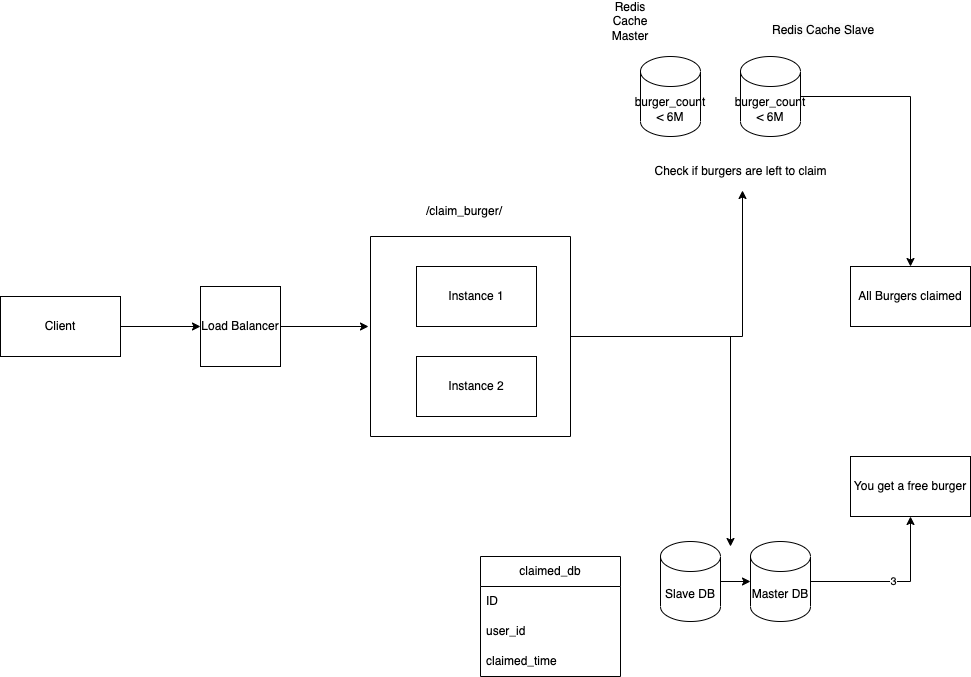 Redis
Cache
Master
Redis Cache Slave
burger_count
< 6M
burger_count
< 6M
Check if burgers are left to claim
/claim_burger/
Instance 1
All Burgers claimed
Client
Load Balancer
Instance 2
You get a free burger
claimed_db
3
Slave DB
Master DB
ID
user_id
claimed_time